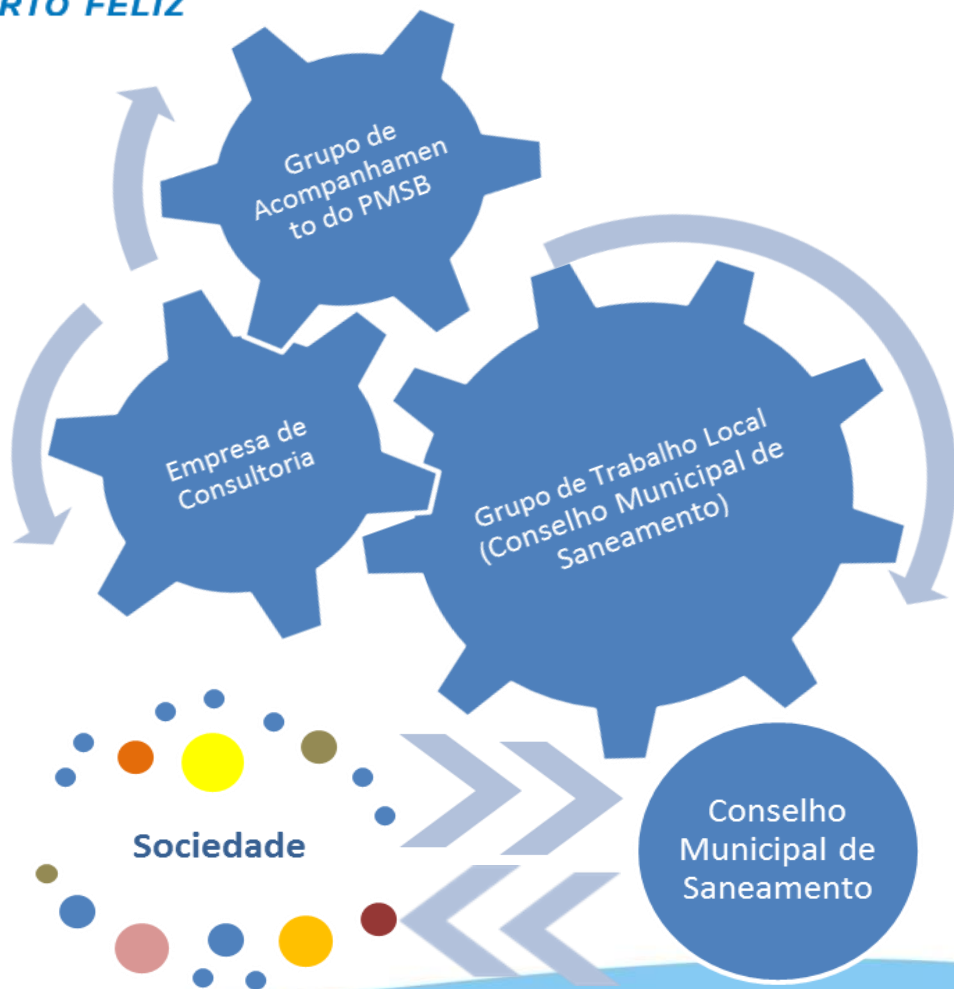 RTO FELIZ
Grupo de
Acompanhamen
to do PMSB
Empresa de
Consultoria
Grupo de Trabalho Local
(Conselho Municipal de
Saneamento)
Sociedade
Conselho
Municipal de
Saneamento